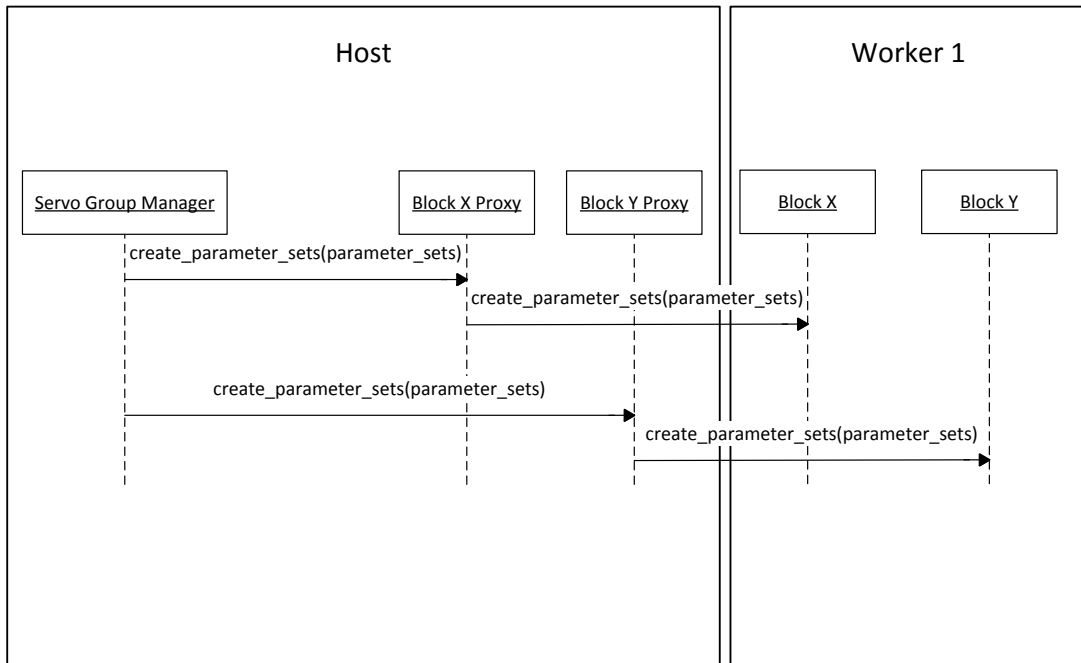 Host
Worker 1
Servo Group Manager
Block X Proxy
Block Y Proxy
Block X
Block Y
create_parameter_sets(parameter_sets)
create_parameter_sets(parameter_sets)
create_parameter_sets(parameter_sets)
create_parameter_sets(parameter_sets)